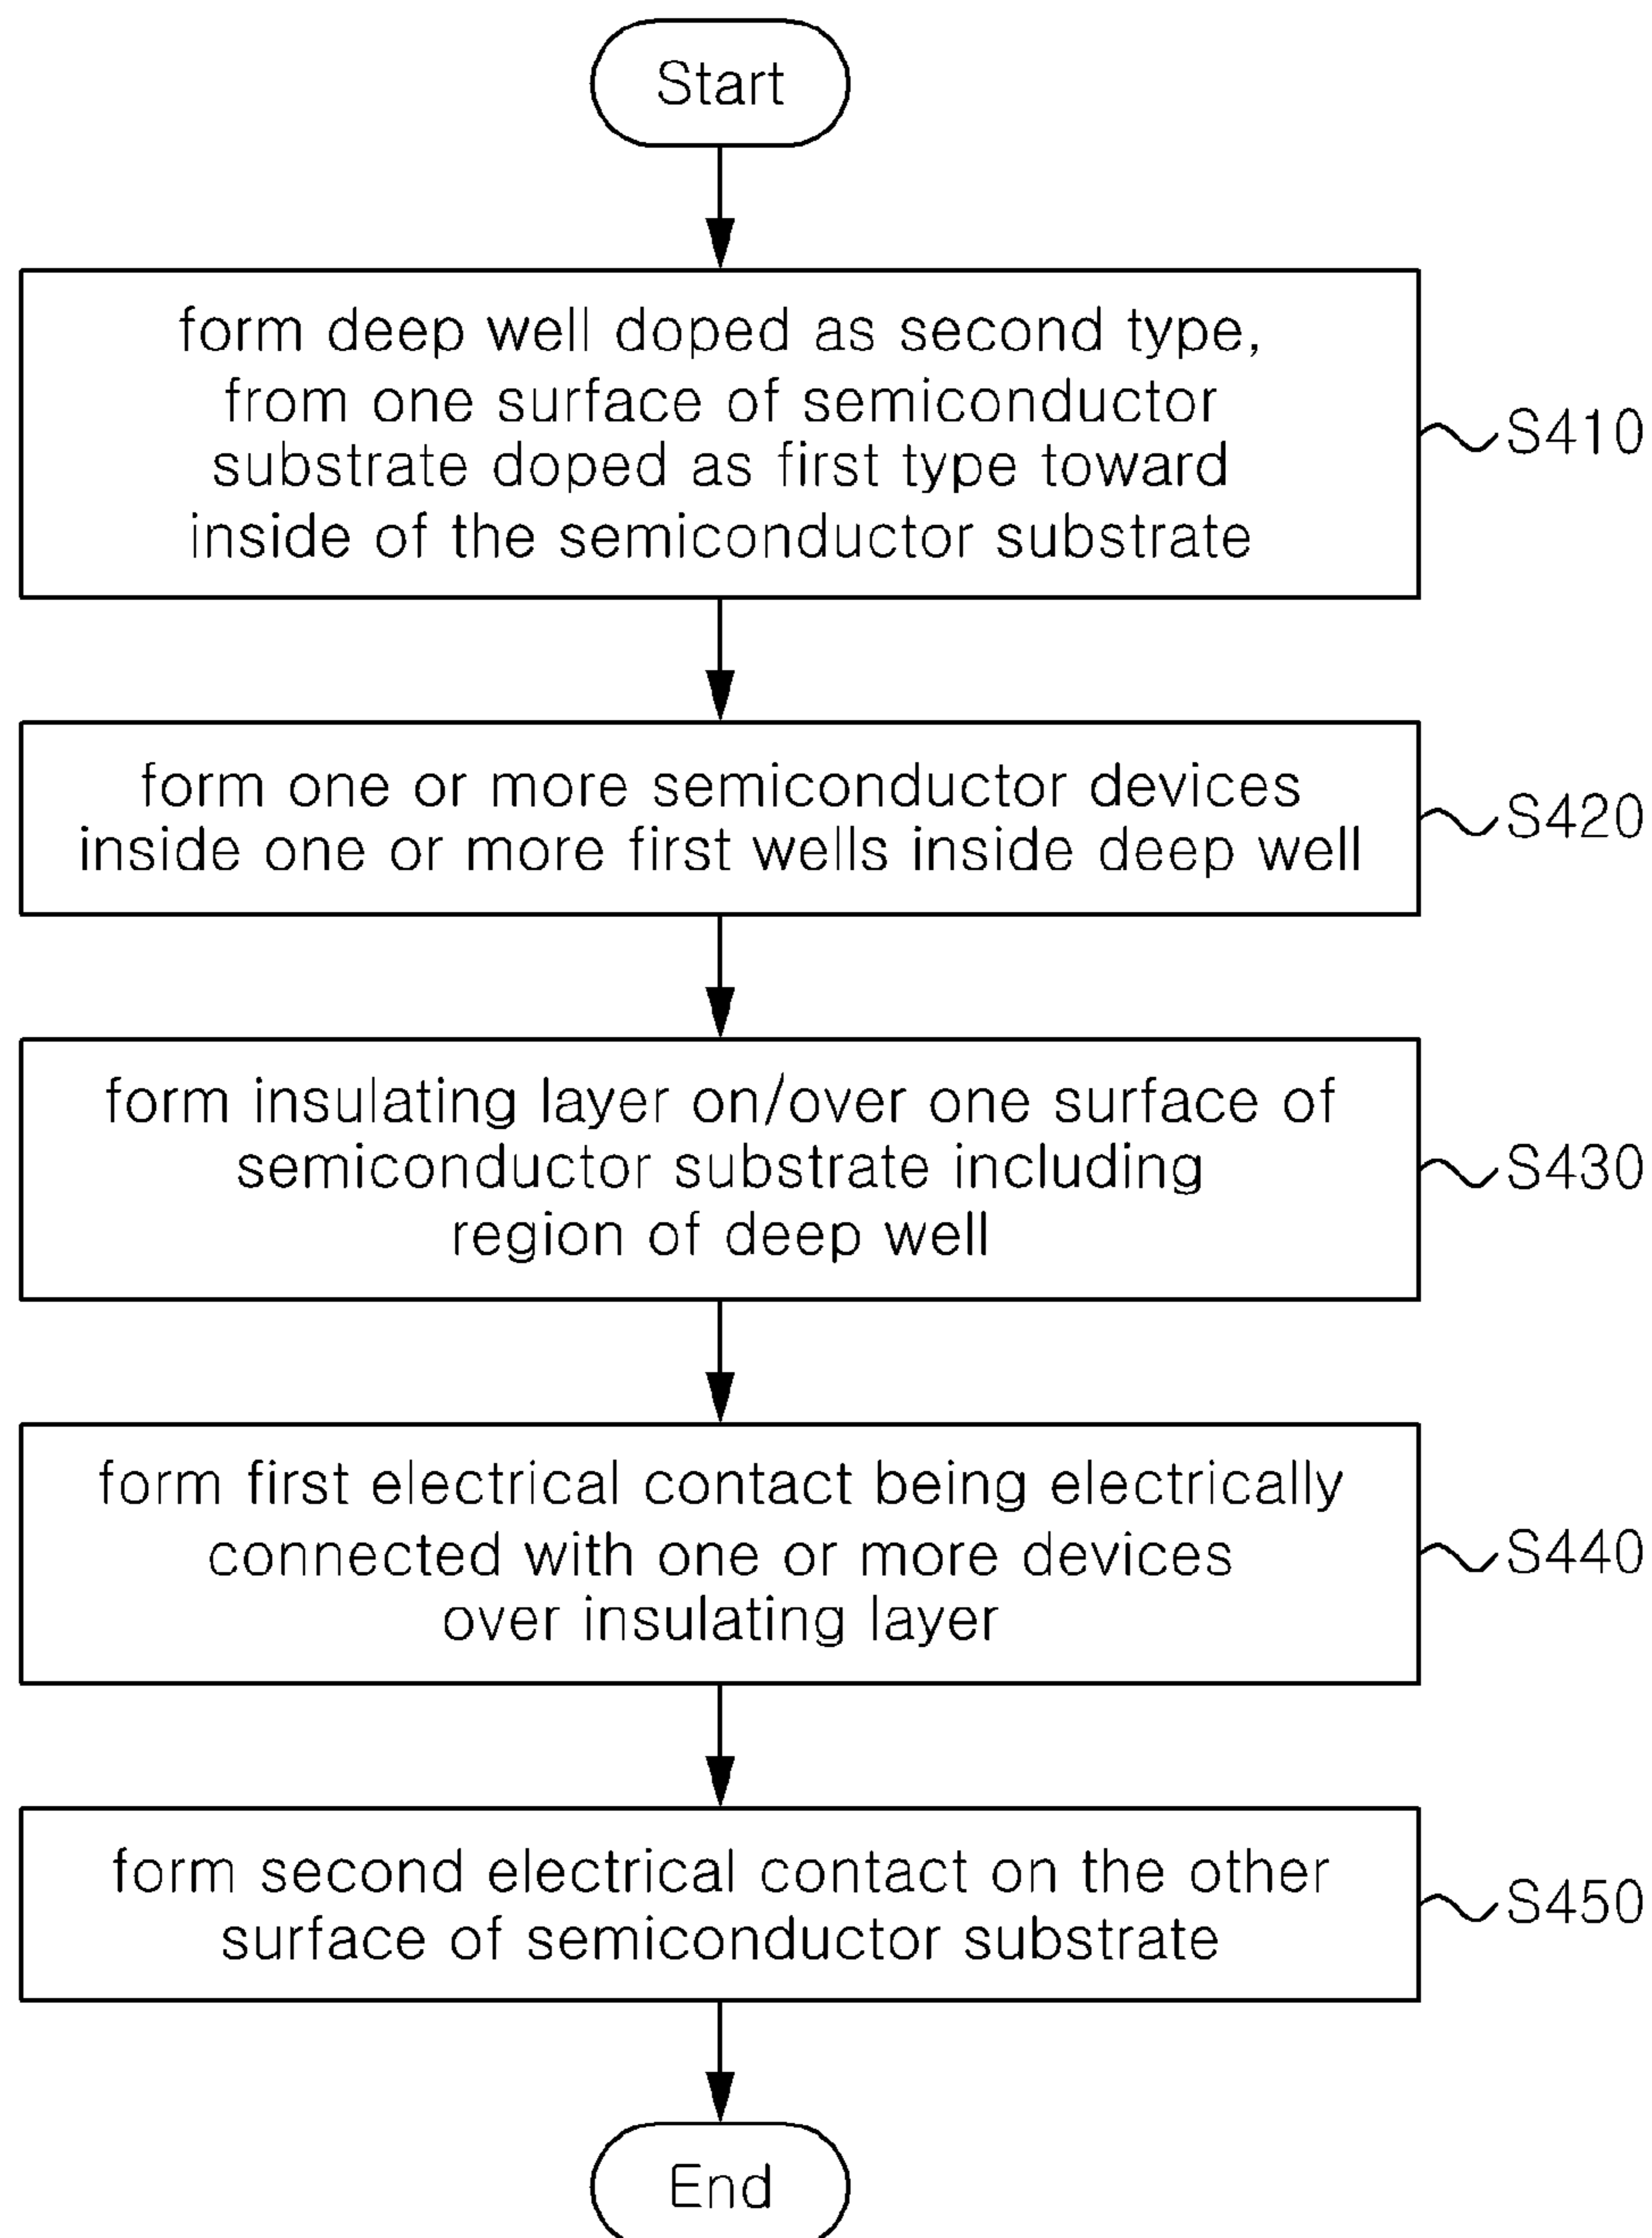 Start
form deep well doped as second type,
from one surface of semiconductor
substrate doped as first type toward
inside of the semiconductor substrate
S410
form one or more semiconductor devices
inside one or more first wells inside deep well
S420
form insulating layer on/over one surface of
semiconductor substrate including
region of deep well
S430
form first electrical contact being electrically
connected with one or more devices
over insulating layer
S440
form second electrical contact on the other
surface of semiconductor substrate
S450
End